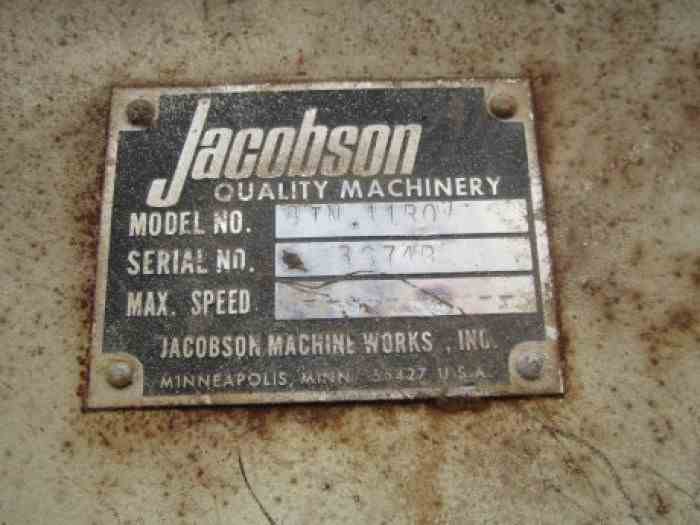 Jacobson
QUALITY MACHINERY
MODEL NO.
SERIAL NO.
MAX. SPEED
JACOBSON MACHINE WORKS, INC.
MINNEAPOLIS, MINN 55427 U.S.A.